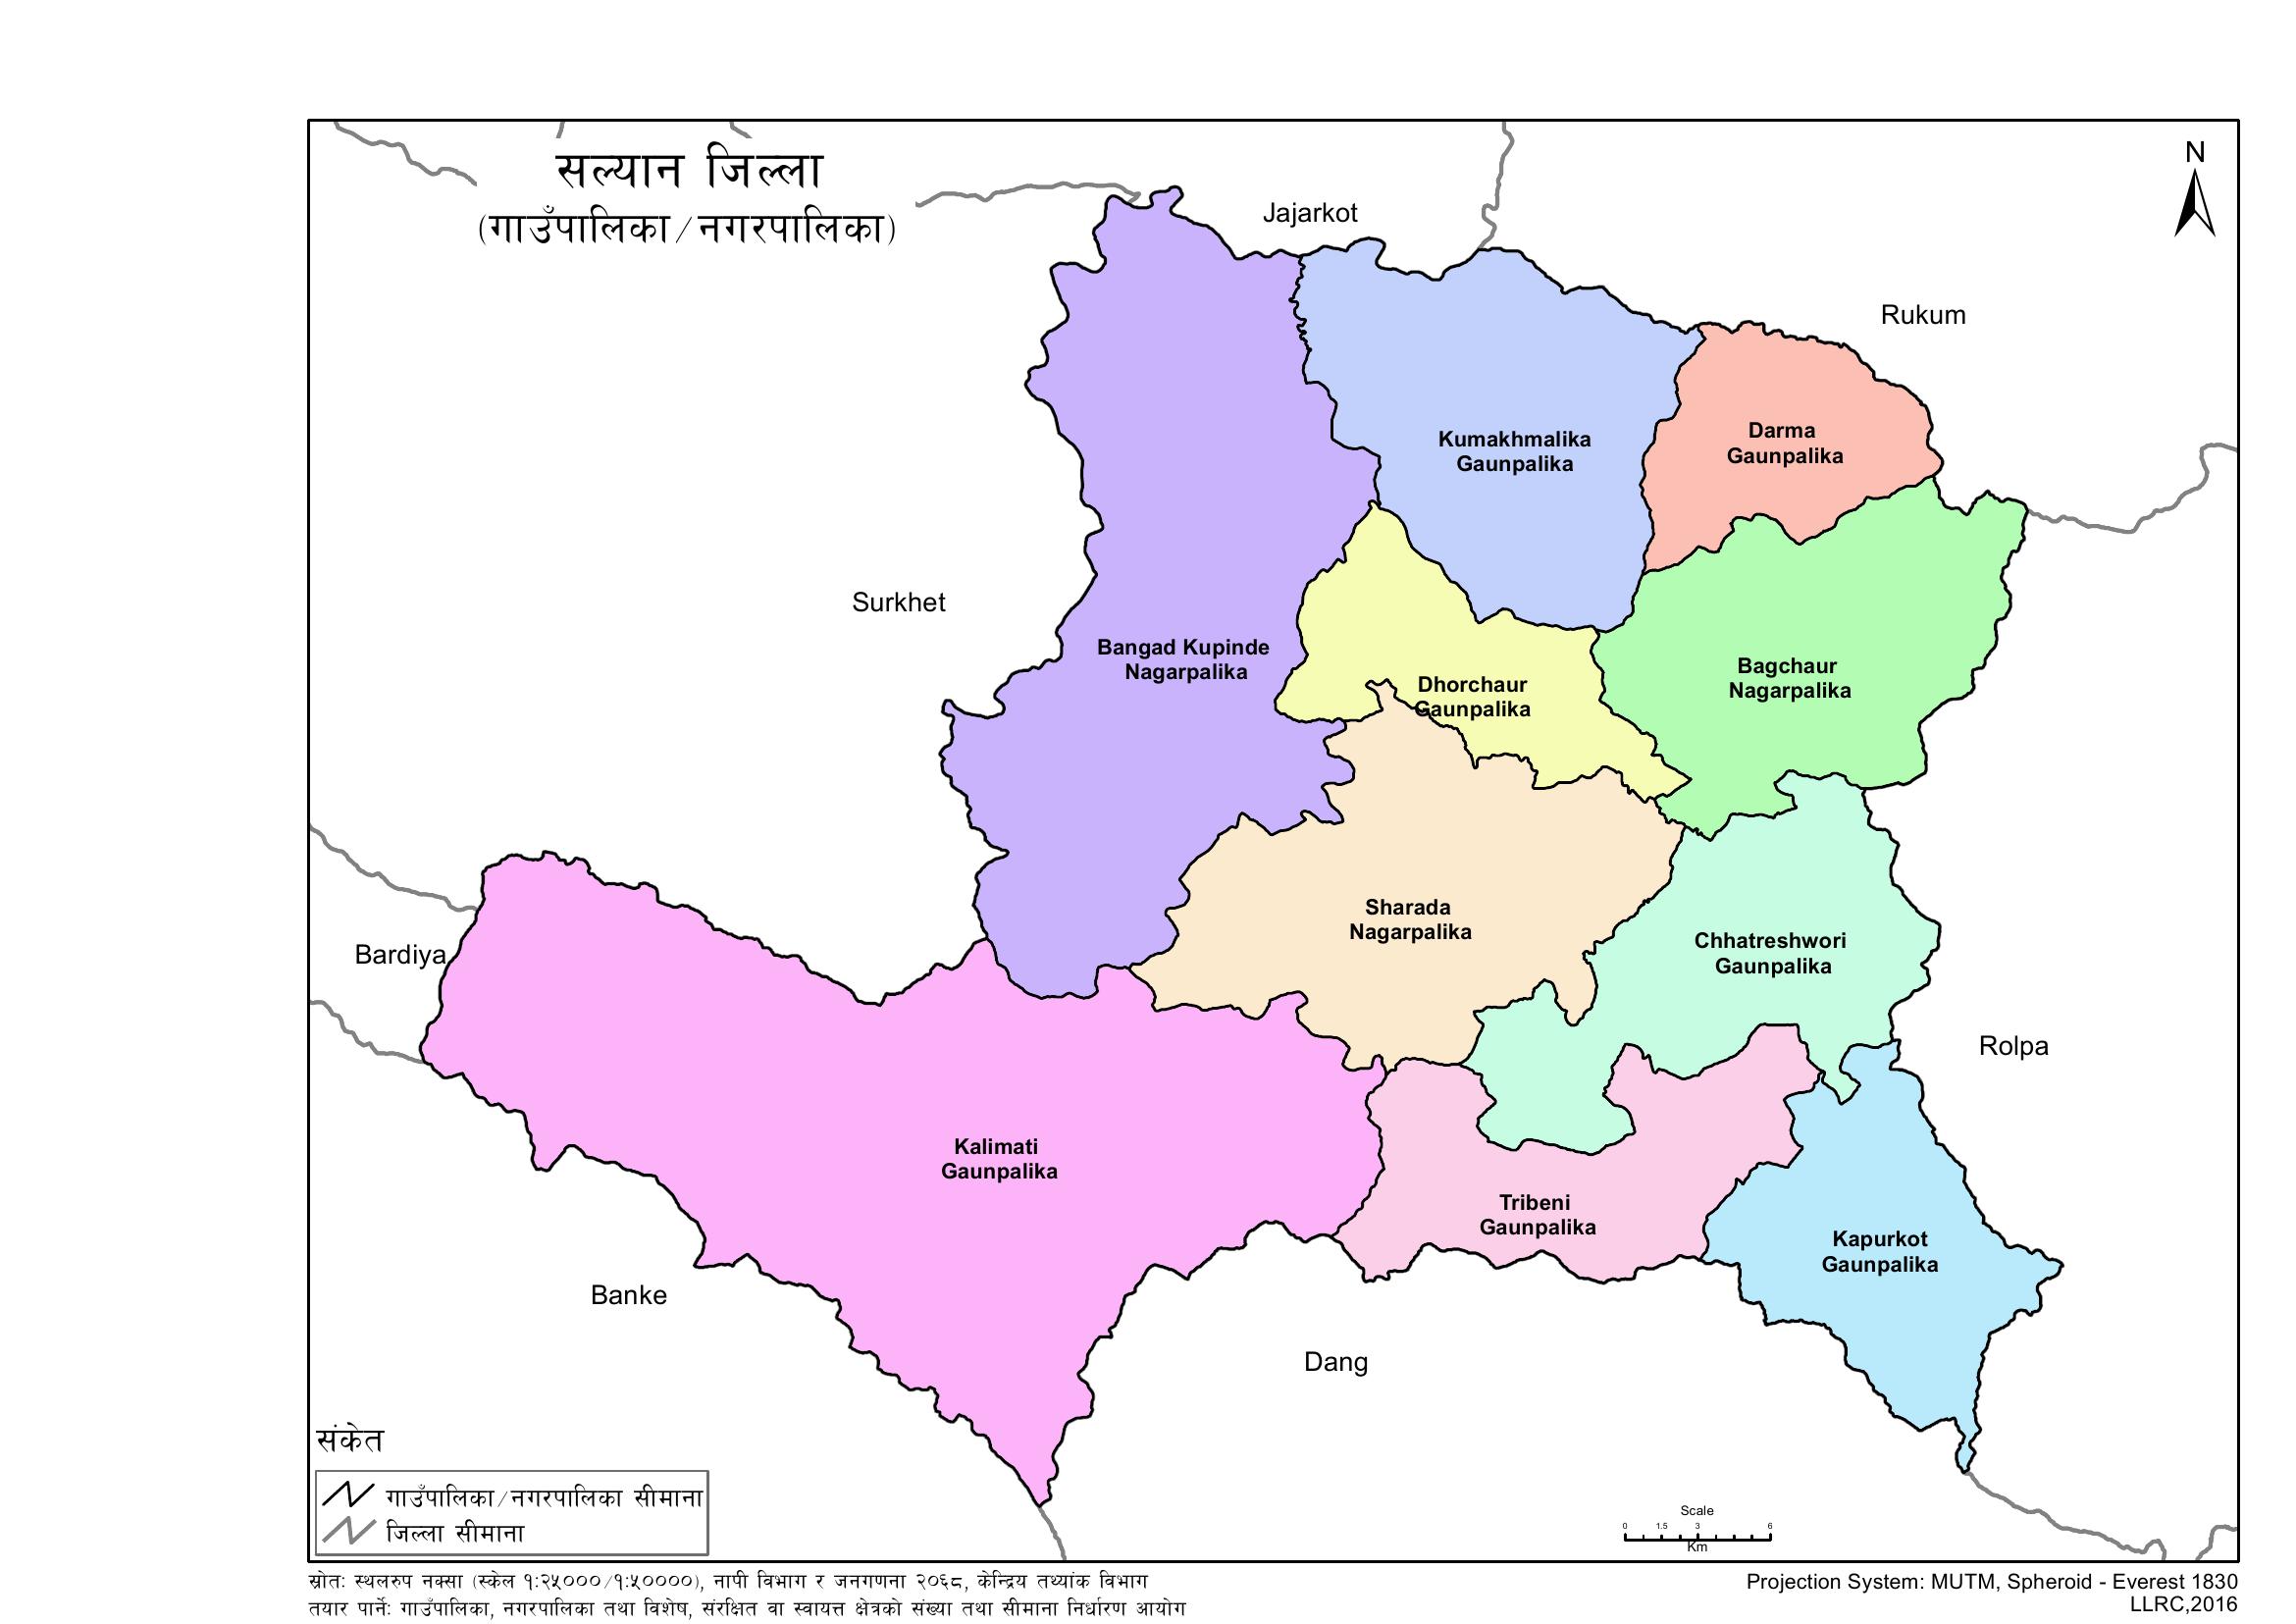 सल्यान जिल्ला
(गाउँपालिका/नगरपालिका)
N
Jajarkot
Rukum
Kumakhmalika
Gaunpalika
Darma
Gaunpalika
Surkhet
Bangad Kupinde
Nagarpalika
Dhorchaur
Gaunpalika
Bagchaur
Nagarpalika
Sharada
Nagarpalika
Chhatreshwori
Gaunpalika
Bardiya
Rolpa
Kalimati
Gaunpalika
Tribeni
Gaunpalika
Kapurkot
Gaunpalika
Banke
Dang
संकेत
गाउँपालिका/नगरपालिका सीमाना
जिल्ला सीमाना
Scale
0 1.5 3 6
Km
स्रोतः स्थलरुप नक्सा (स्केल १:२५०००/१:५००००), नापी विभाग र जनगणना २०६८, केन्द्रिय तथ्यांक विभाग
तयार पार्नेः गाउँपालिका, नगरपालिका तथा विशेष, संरक्षित वा स्वायत्त क्षेत्रको संख्या तथा सीमाना निर्धारण आयोग
Projection System: MUTM, Spheroid - Everest 1830
LLRC,2016